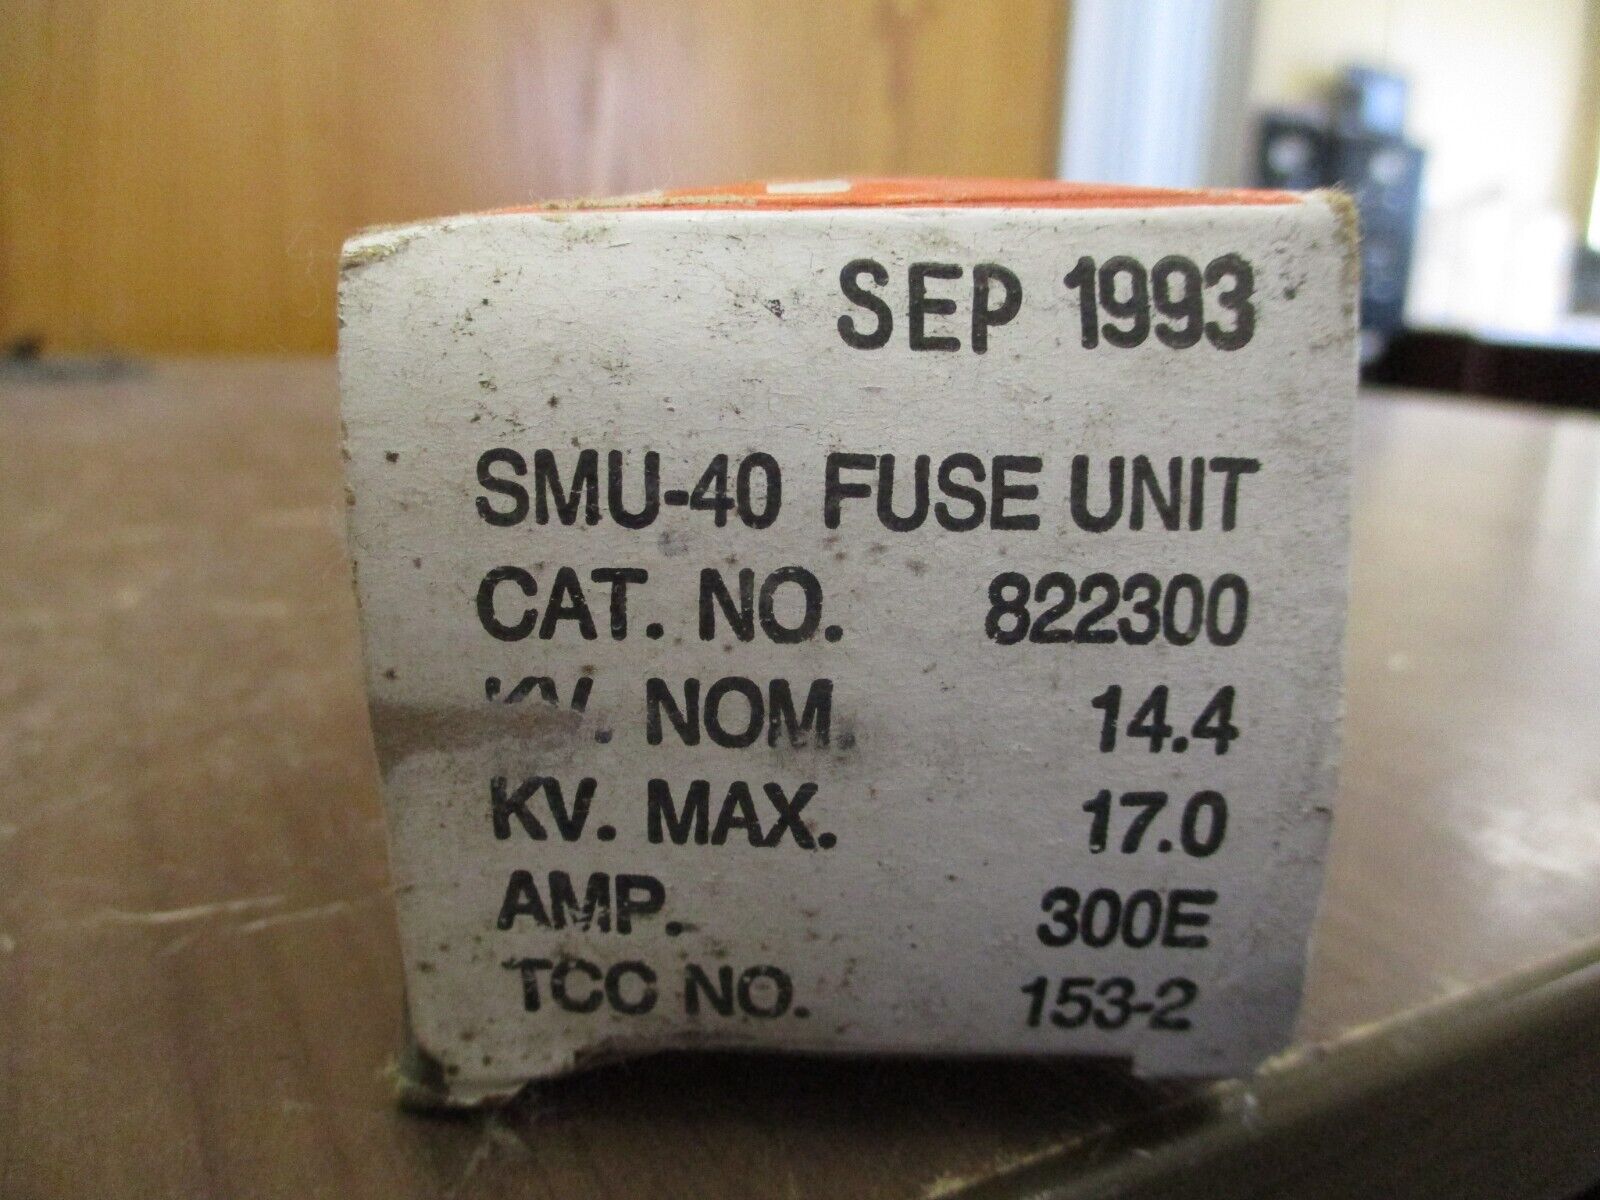 SEP 1993
SMU-40 FUSE UNIT
CAT. NO. 822300
KV. NOM. 14.4
KV. MAX. 17.0
AMP. 300E
TCC NO. 153-2